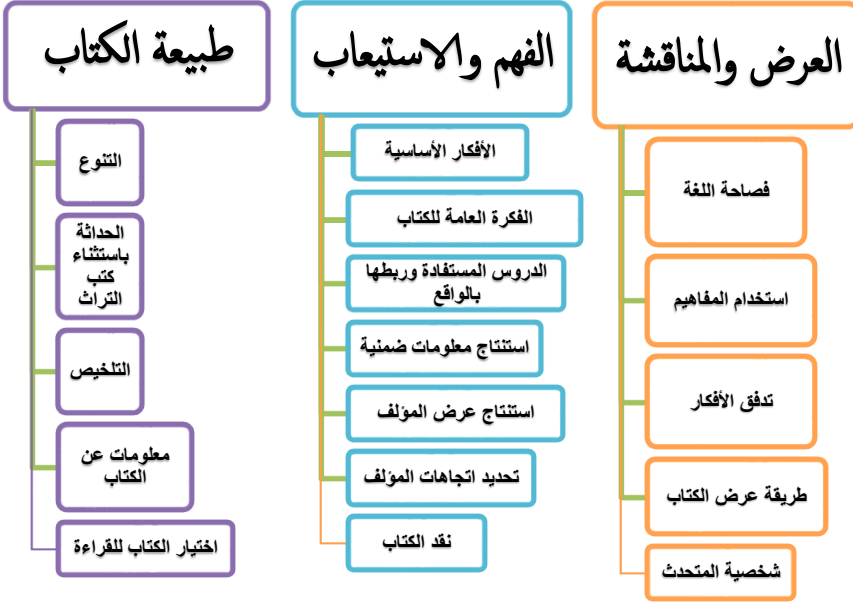 العرض والمناقشة
فصاحة اللغة
استخدام المفاهيم
تدفق الأفكار
طريقة عرض الكتاب
شخصية المتحدث
الفهم والاستيعاب
الأفكار الأساسية
الفكرة العامة للكتاب
الدروس المستفادة وربطها
بالواقع
استنتاج معلومات ضمنية
استنتاج عرض المؤلف
تحديد اتجاهات المؤلف
نقد الكتاب
طبيعة الكتاب
التنوع
الحداثة
باستثناء
كتب
التراث
التلخيص
معلومات عن
الكتاب
اختيار الكتاب للقراءة